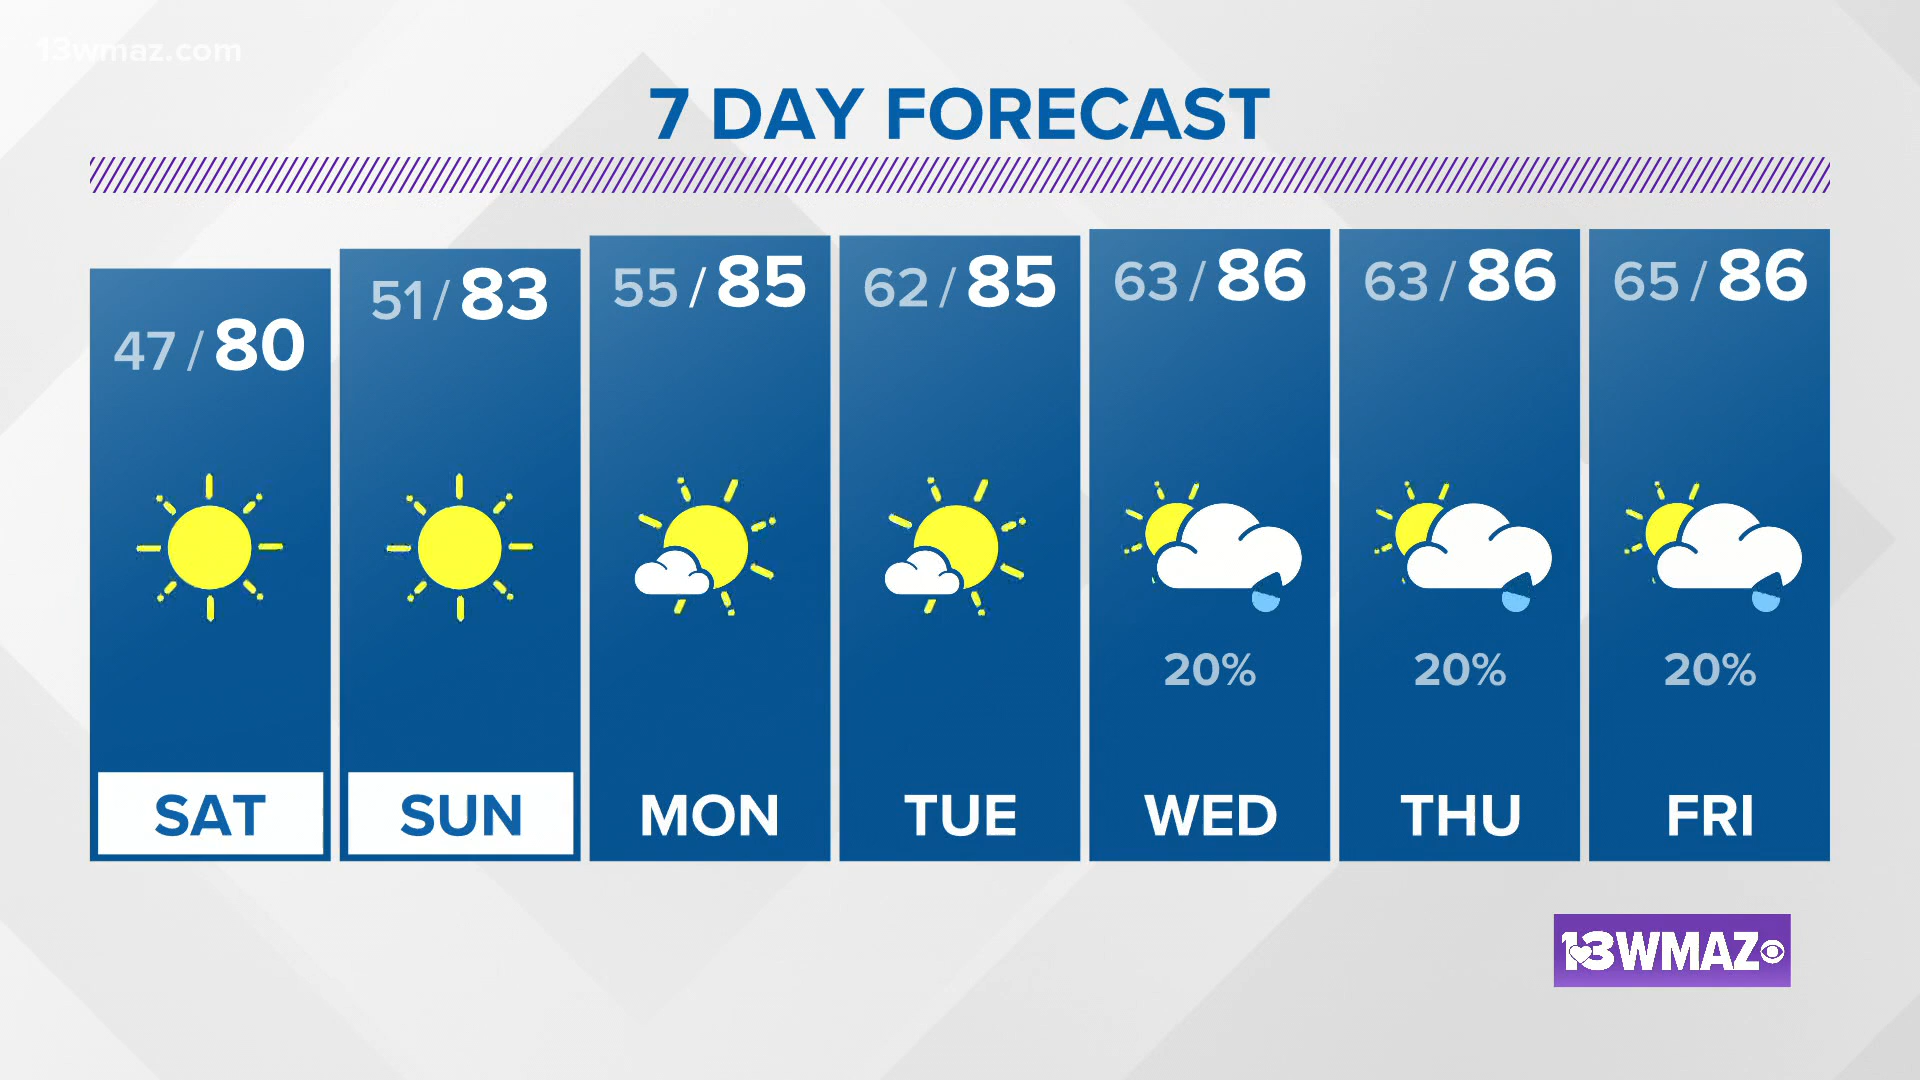 13wmaz.com
7 DAY FORECAST
47/80
51/83
55/85
62/85
63/86
63/86
65/86
20%
20%
20%
SAT
SUN
MON
TUE
WED
THU
FRI
13WMAZ